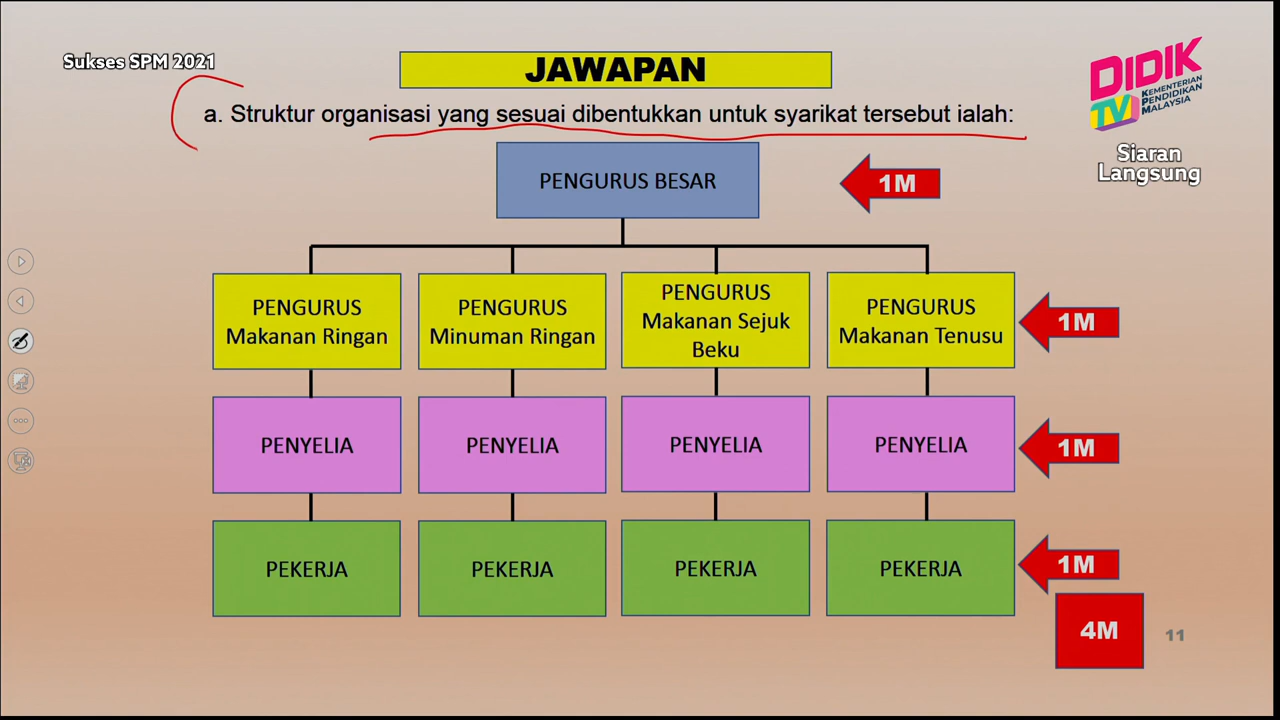 Sukses SPM 2021
JAWAPAN
DIDIK
TV
KEMENTERIAN
PENDIDIKAN
MALAYSIA
Siaran
Langsung
a. Struktur organisasi yang sesuai dibentukkan untuk syarikat tersebut ialah:
PENGURUS BESAR
1M
PENGURUS
Makanan Ringan
PENGURUS
Minuman Ringan
PENGURUS
Makanan Sejuk
Beku
PENGURUS
Makanan Tenusu
1M
PENYELIA
PENYELIA
PENYELIA
PENYELIA
1M
PEKERJA
PEKERJA
PEKERJA
PEKERJA
1M
4M
11